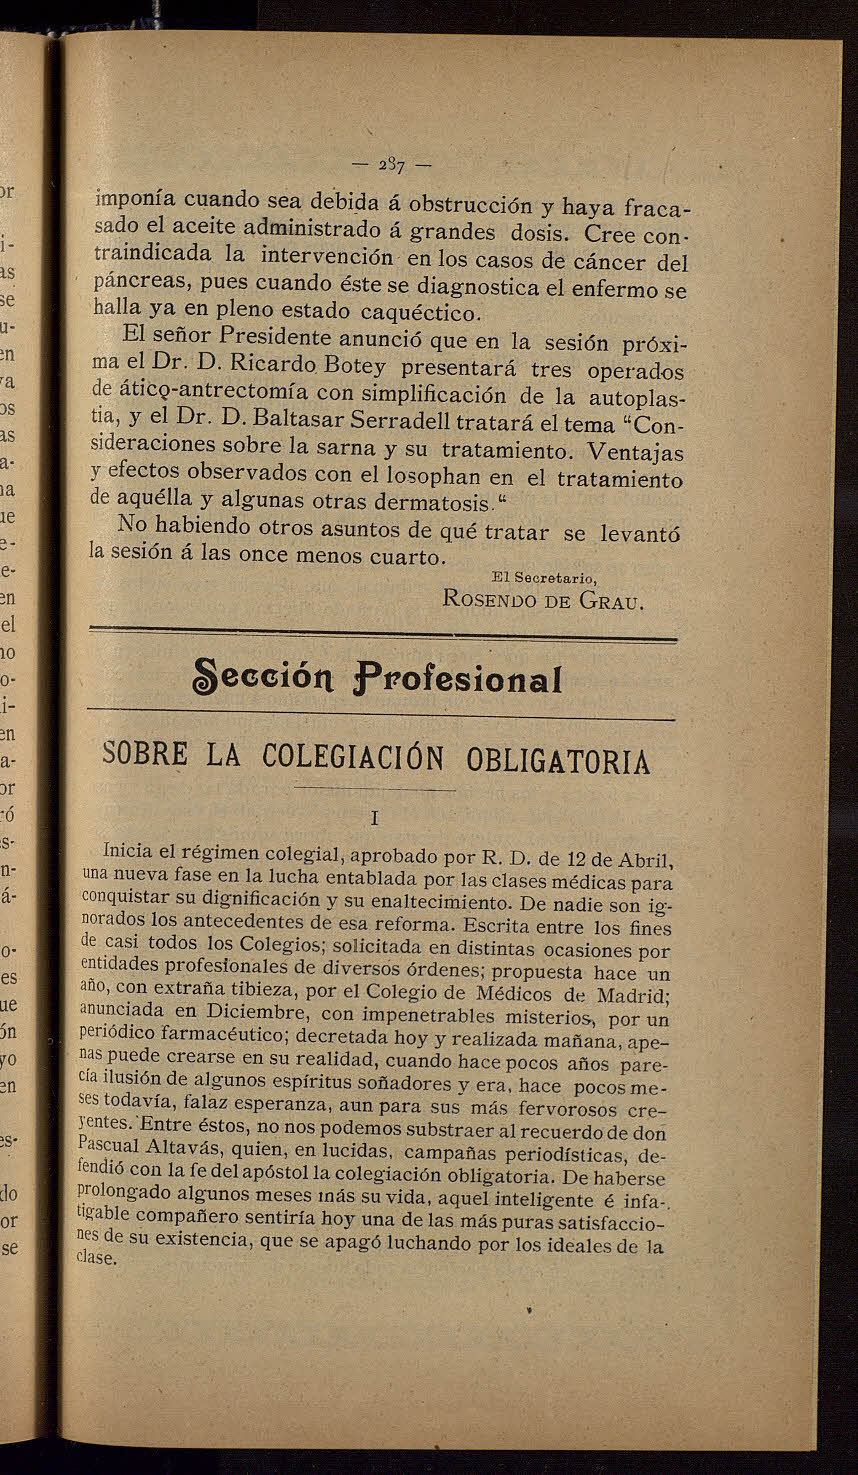 — 237 —
imponía cuando sea debida á obstrucción y haya fraca-
sado el aceite administrado á grandes dosis. Cree con-
traindicada la intervención en los casos de cáncer del
páncreas, pues cuando éste se diagnostica el enfermo se
halla ya en pleno estado caquéctico.
El señor Presidente anunció que en la sesión próxi-
ma el Dr. D. Ricardo Botey presentará tres operados
de ático-antrectomía con simplificación de la autoplas-
tia, y el Dr. D. Baltasar Serradell tratará el tema “Con-
sideraciones sobre la sarna y su tratamiento. Ventajas
y efectos observados con el losophan en el tratamiento
de aquélla y algunas otras dermatosis.“
No habiendo otros asuntos de qué tratar se levantó
la sesión á las once menos cuarto.
El Secretario,
ROSENDO DE GRAU.
Sección Profesional
SOBRE LA COLEGIACIÓN OBLIGATORIA
I
Inicia el régimen colegial, aprobado por R. D. de 12 de Abril,
una nueva fase en la lucha entablada por las clases médicas para
conquistar su dignificación y su enaltecimiento. De nadie son ig-
norados los antecedentes de esa reforma. Escrita entre los fines
de casi todos los Colegios; solicitada en distintas ocasiones por
entidades profesionales de diversos órdenes; propuesta hace un
año, con extraña tibieza, por el Colegio de Médicos de Madrid;
anunciada en Diciembre, con impenetrables misterios, por un
periódico farmacéutico; decretada hoy y realizada mañana, ape-
nas puede crearse en su realidad, cuando hace pocos años pare-
cía ilusión de algunos espíritus soñadores y era, hace pocos me-
ses todavía, falaz esperanza, aun para sus más fervorosos cre-
yentes. Entre éstos, no nos podemos substraer al recuerdo de don
Pascual Altavás, quien, en lucidas, campañas periodísticas, de-
fendió con la fe del apóstol la colegiación obligatoria. De haberse
prolongado algunos meses más su vida, aquel inteligente é infa-
tigable compañero sentiría hoy una de las más puras satisfaccio-
nes de su existencia, que se apagó luchando por los ideales de la
clase.